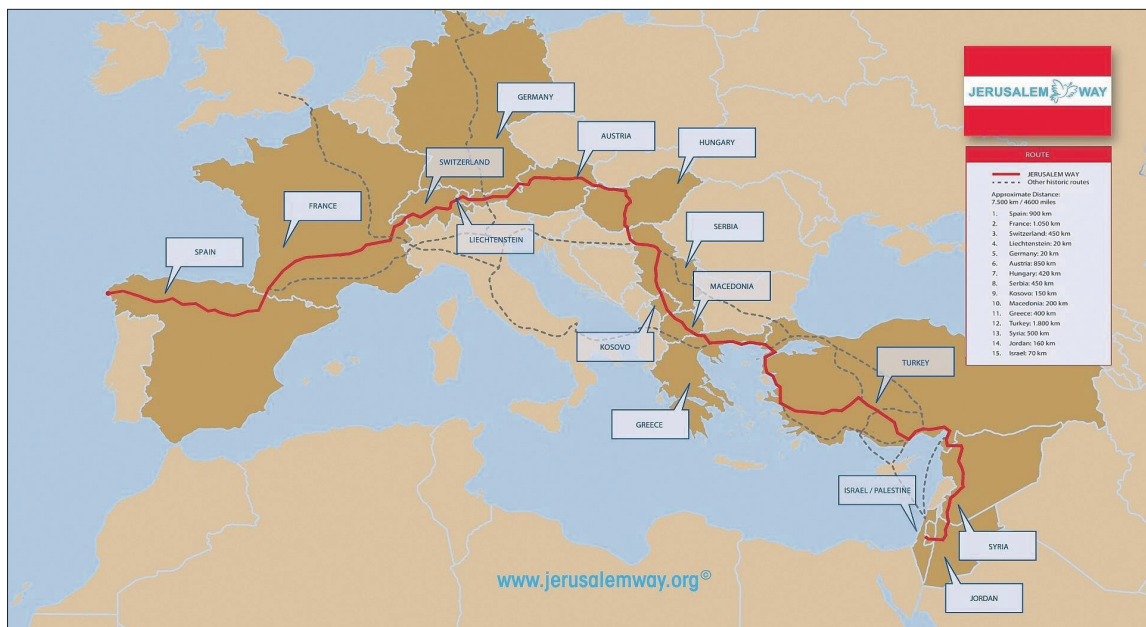 JERUSALEM WAY
ROUTE
JERUSALEM WAY
Other historic routes
Approximate Distance:
7.500 km / 4600 miles
1. Spain: 900 km
2. France: 1.050 km
3. Switzerland: 450 km
4. Liechtenstein: 20 km
5. Germany: 20 km
6. Austria: 850 km
7. Hungary: 420 km
8. Serbia: 450 km
9. Kosovo: 150 km
10. Macedonia: 200 km
11. Greece: 400 km
12. Turkey: 1.800 km
13. Syria: 500 km
14. Jordan: 160 km
15. Israel: 70 km
GERMANY
AUSTRIA
HUNGARY
SWITZERLAND
FRANCE
LIECHTENSTEIN
SPAIN
SERBIA
MACEDONIA
KOSOVO
TURKEY
GREECE
ISRAEL / PALESTINE
SYRIA
JORDAN
www.jerusalemway.org©